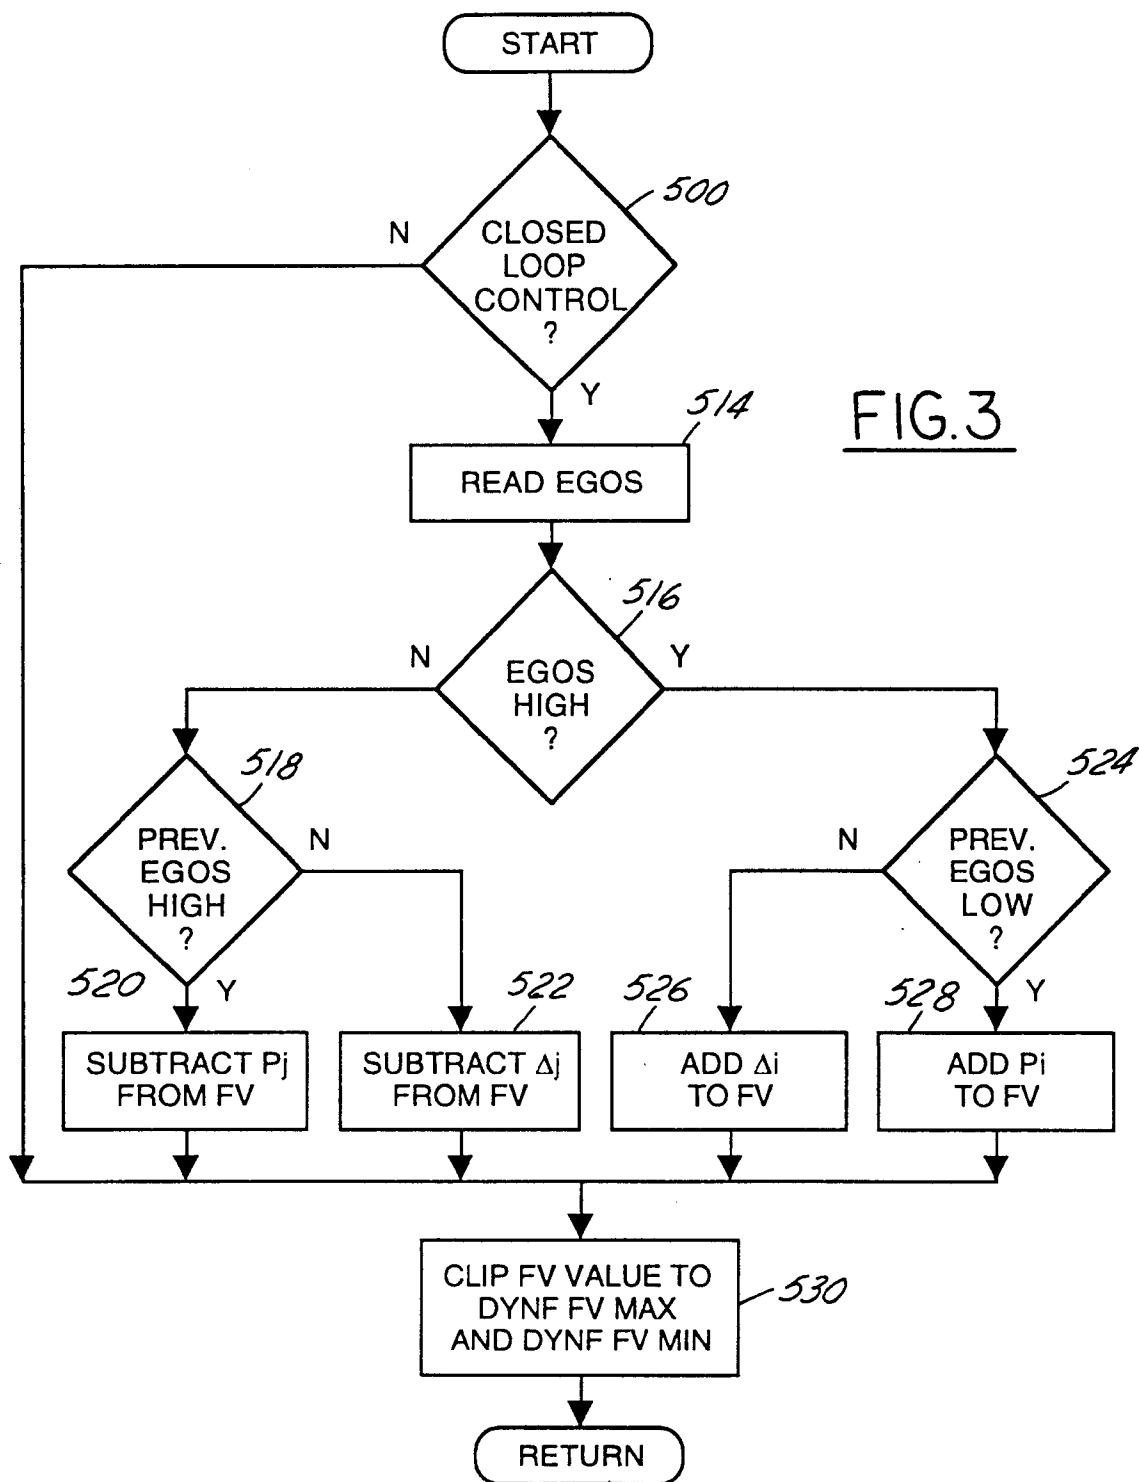 START
500
N
CLOSED
LOOP
CONTROL
?
Y
FIG.3
514
READ EGOS
516
N
EGOS
HIGH
?
Y
518
PREV.
EGOS
HIGH
?
N
524
N
PREV.
EGOS
LOW
?
520
Y
522
526
528
Y
SUBTRACT Pj
FROM FV
SUBTRACT Δj
FROM FV
ADD Δi
TO FV
ADD Pi
TO FV
CLIP FV VALUE TO
DYNF FV MAX
AND DYNF FV MIN
530
RETURN